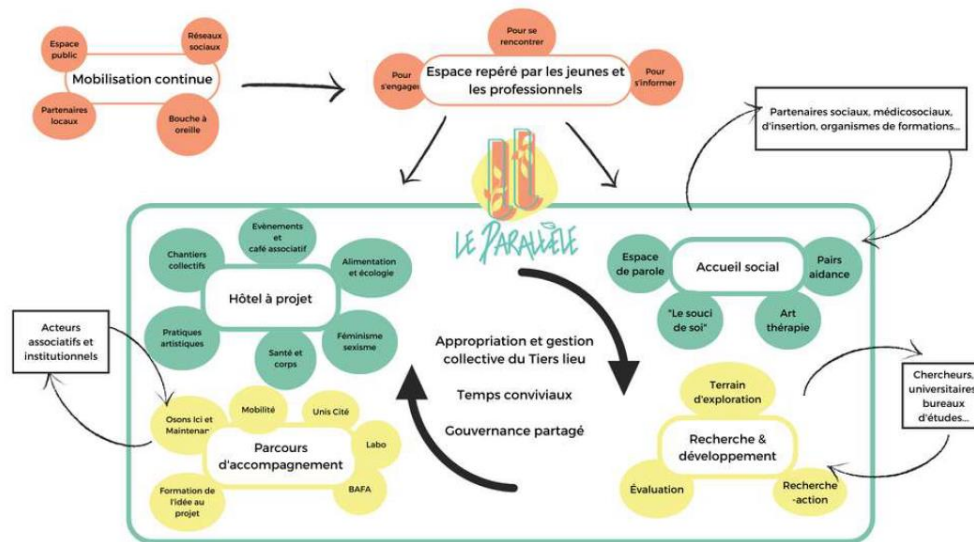 Espace
public
Réseaux
sociaux
Mobilisation continue
Partenaires
locaux
Bouche à
oreille
Pour se
rencontrer
Pour
s'engager
Espace repéré par les jeunes et
les professionnels
Pour
s'informer
Partenaires sociaux, médicosociaux,
d'insertion, organismes de formations...
LE PARALLÈLE
Evènements
et
café associatif
Chantiers
collectifs
Alimentation
et écologie
Hôtel à projet
Pratiques
artistiques
Santé et
corps
Féminisme
sexisme
Espace
de parole
Accueil social
Pairs
aidance
"Le souci
de soi"
Art
thérapie
Acteurs
associatifs et
institutionnels
Appropriation et gestion
collective du Tiers lieu
Temps conviviaux
Gouvernance partagé
Osons Ici et
Maintenant
Mobilité
Unis Cité
Labo
Parcours
d'accompagnement
Formation de
l'idée au
projet
BAFA
Terrain
d'exploration
Recherche &
développement
Évaluation
Recherche
-action
Chercheurs,
universitaires,
bureaux
d'études...